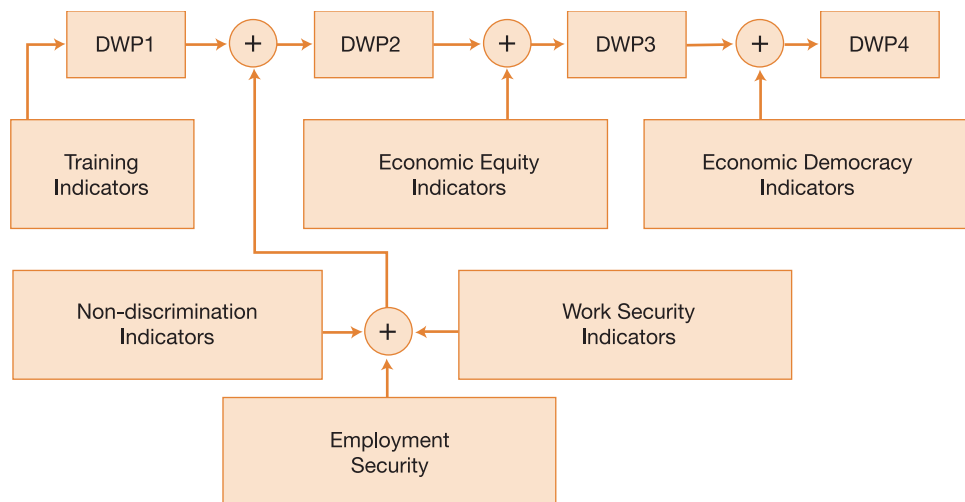 DWP1
+
DWP2
+
DWP3
+
DWP4
Training
Indicators
Economic Equity
Indicators
Economic Democracy
Indicators
Non-discrimination
Indicators
+
Work Security
Indicators
Employment
Security